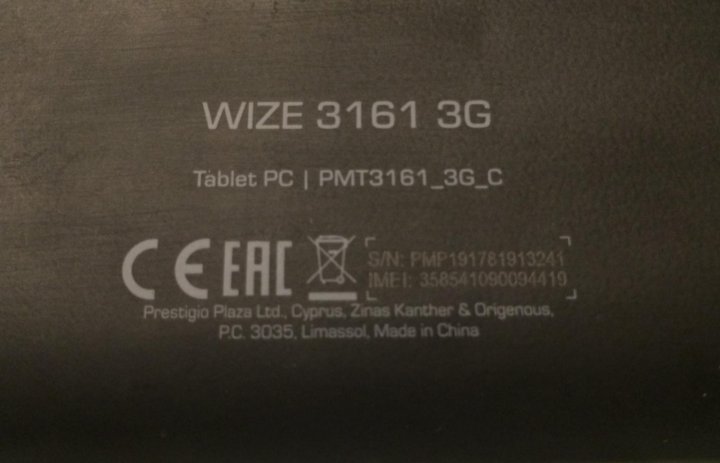 WIZE 3161 3G
Tablet PC | PMT3161_3G_C
CE EAC
S/N: PMP191781913241
IMEI: 358541090094419
Prestigio Plaza Ltd., Cyprus, Zinas Kanther & Origenous,
P.C. 3035, Limassol, Made in China